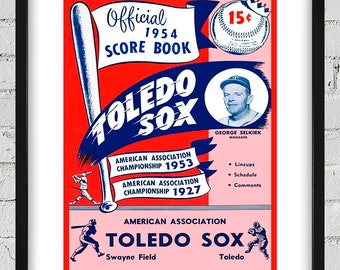 Official
1954
SCORE BOOK
15¢
TOLEDO
SOX
GEORGE SELKIRK
MANAGER
AMERICAN ASSOCIATION
CHAMPIONSHIP 1953
AMERICAN ASSOCIATION
CHAMPIONSHIP 1927
• Lineups
• Schedule
• Comments
AMERICAN ASSOCIATION
TOLEDO SOX
Swayne Field Toledo